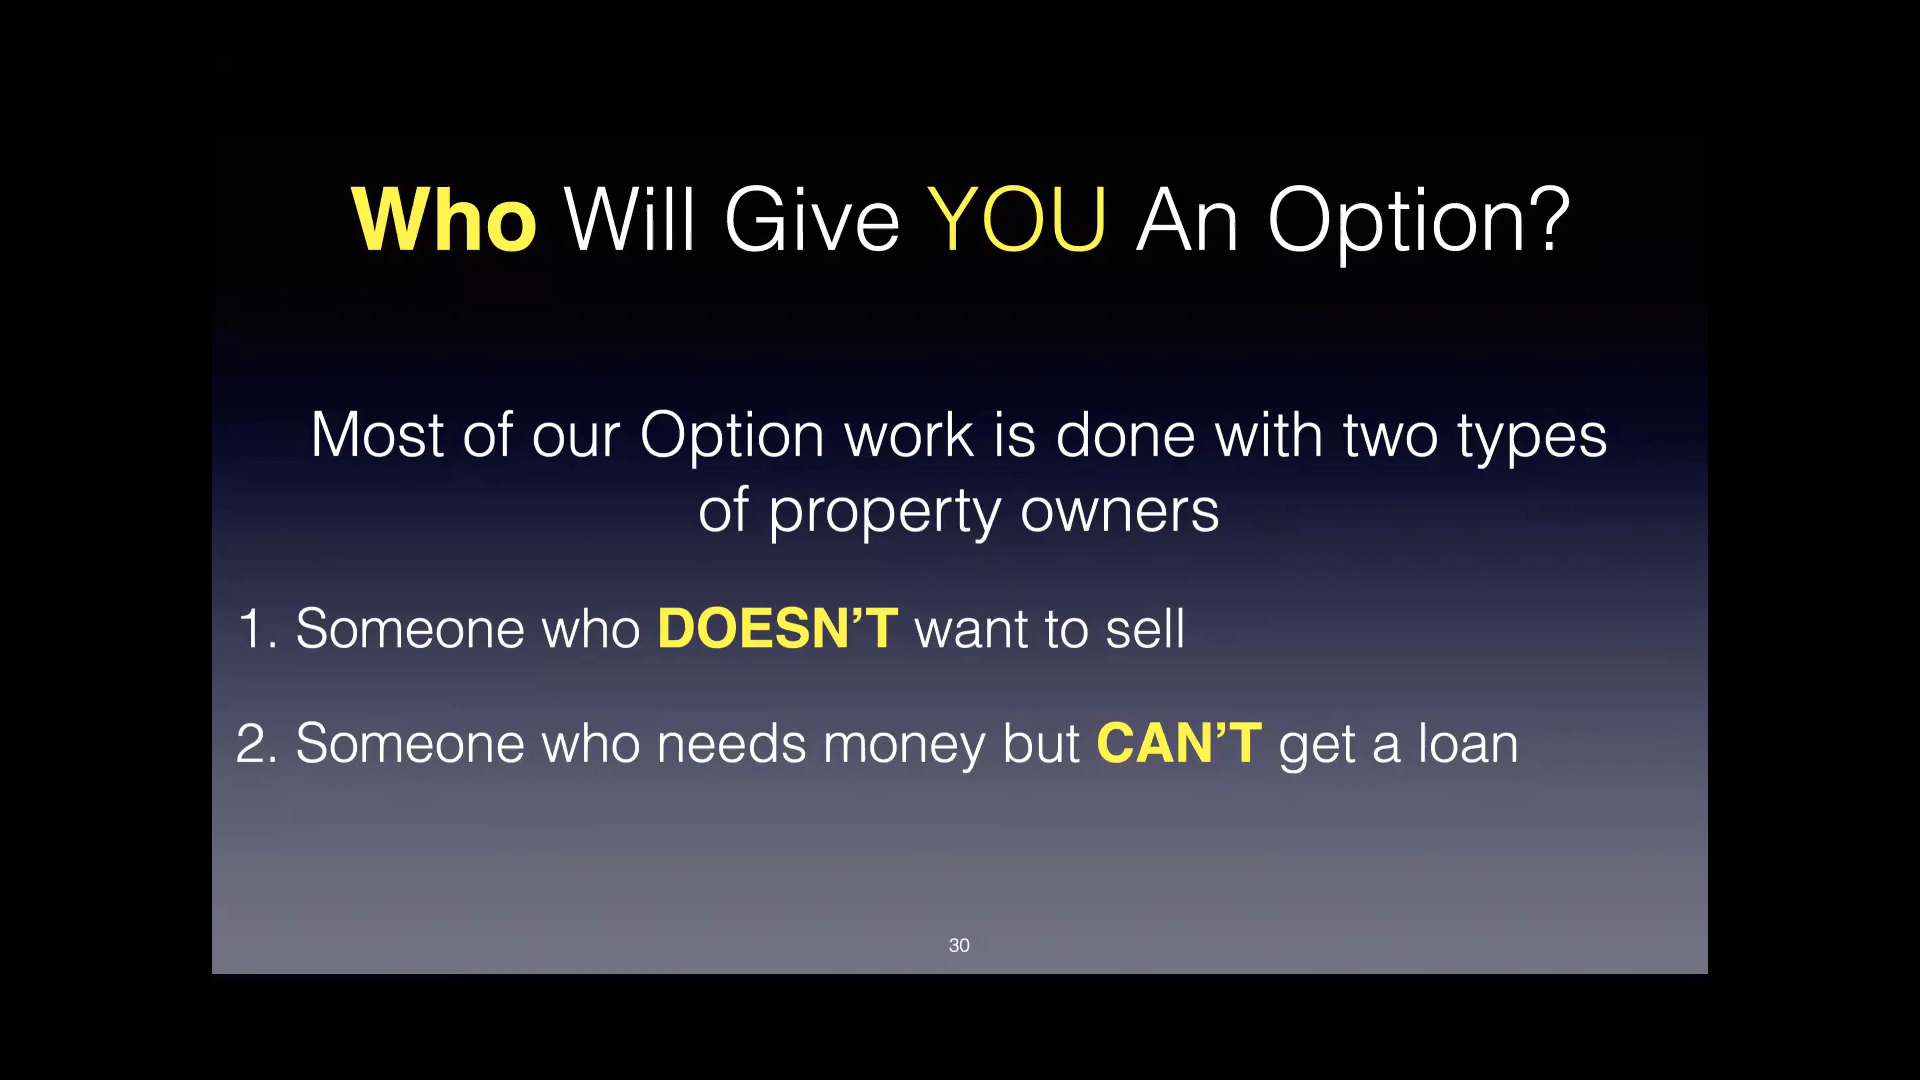 Who Will Give YOU An Option?
Most of our Option work is done with two types
of property owners
1. Someone who DOESN’T want to sell
2. Someone who needs money but CAN’T get a loan
30